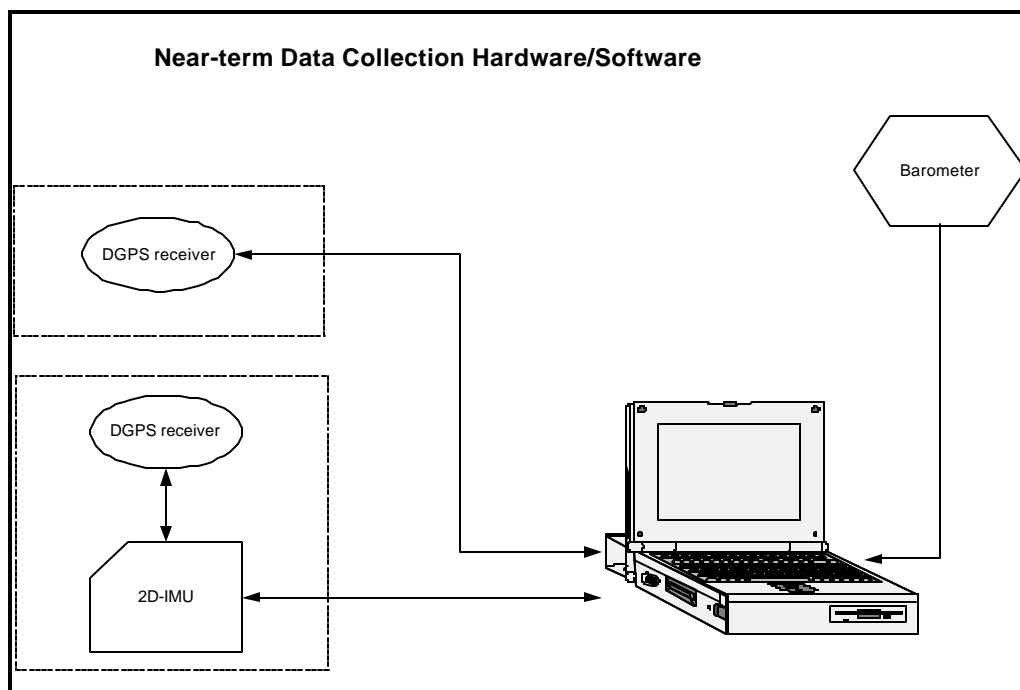 Near-term Data Collection Hardware/Software
Barometer
DGPS receiver
DGPS receiver
2D-IMU